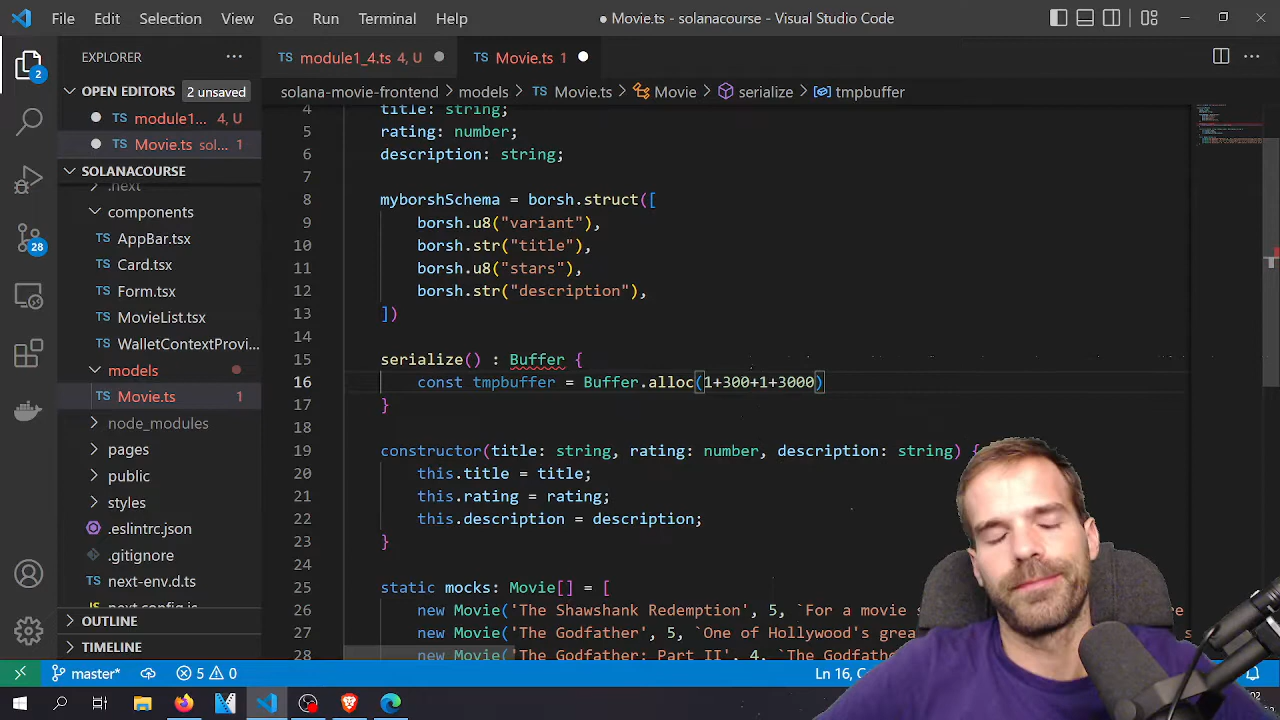 File Edit Selection View Go Run Terminal Help
Movie.ts - solanacourse - Visual Studio Code
EXPLORER
TS module1_4.ts 4, U
TS Movie.ts 1
OPEN EDITORS 2 unsaved
solana-movie-frontend > models > TS Movie.ts > Movie > serialize > tmpbuffer
module1... 4, U
Movie.ts sol... 1
SOLANACOURSE
.next
components
TS AppBar.tsx
TS Card.tsx
TS Form.tsx
TS MovieList.tsx
TS WalletContextProvi...
models
TS Movie.ts 1
node_modules
pages
public
styles
.eslintrc.json
.gitignore
TS next-env.d.ts
next.config.js
OUTLINE
TIMELINE
2
28
4 title: string;
5 rating: number;
6 description: string;
7
8 myborshSchema = borsh.struct([
9 borsh.u8("variant"),
10 borsh.str("title"),
11 borsh.u8("stars"),
12 borsh.str("description"),
13 ])
14
15 serialize() : Buffer {
16 const tmpbuffer = Buffer.alloc(1+300+1+3000)
17 }
18
19 constructor(title: string, rating: number, description: string) {
20 this.title = title;
21 this.rating = rating;
22 this.description = description;
23 }
24
25 static mocks: Movie[] = [
26 new Movie('The Shawshank Redemption', 5, `For a movie s
27 new Movie('The Godfather', 5, `One of Hollywood's grea
28 new Movie('The Godfather: Part II', 4, `The Godfathe
master* 5 0 Ln 16, C